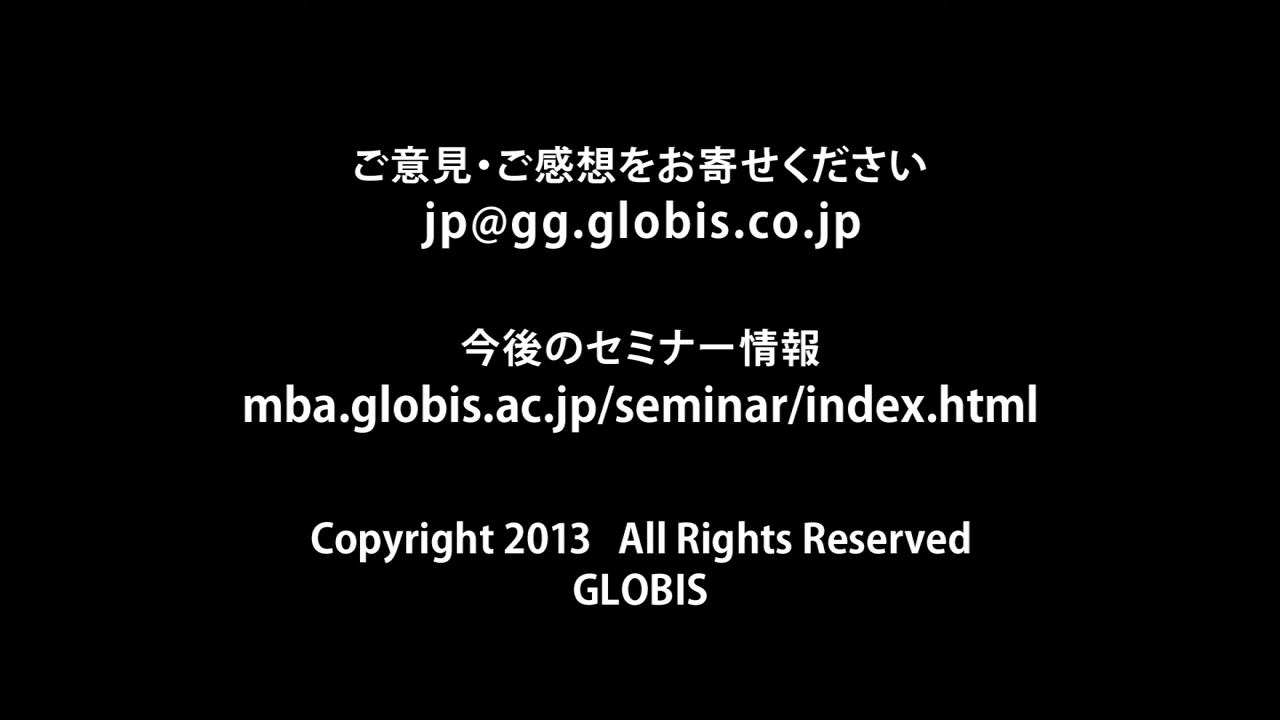 ご意見・ご感想をお寄せください
jp@gg.globis.co.jp
今後のセミナー情報
mba.globis.ac.jp/seminar/index.html
Copyright 2013 All Rights Reserved
GLOBIS